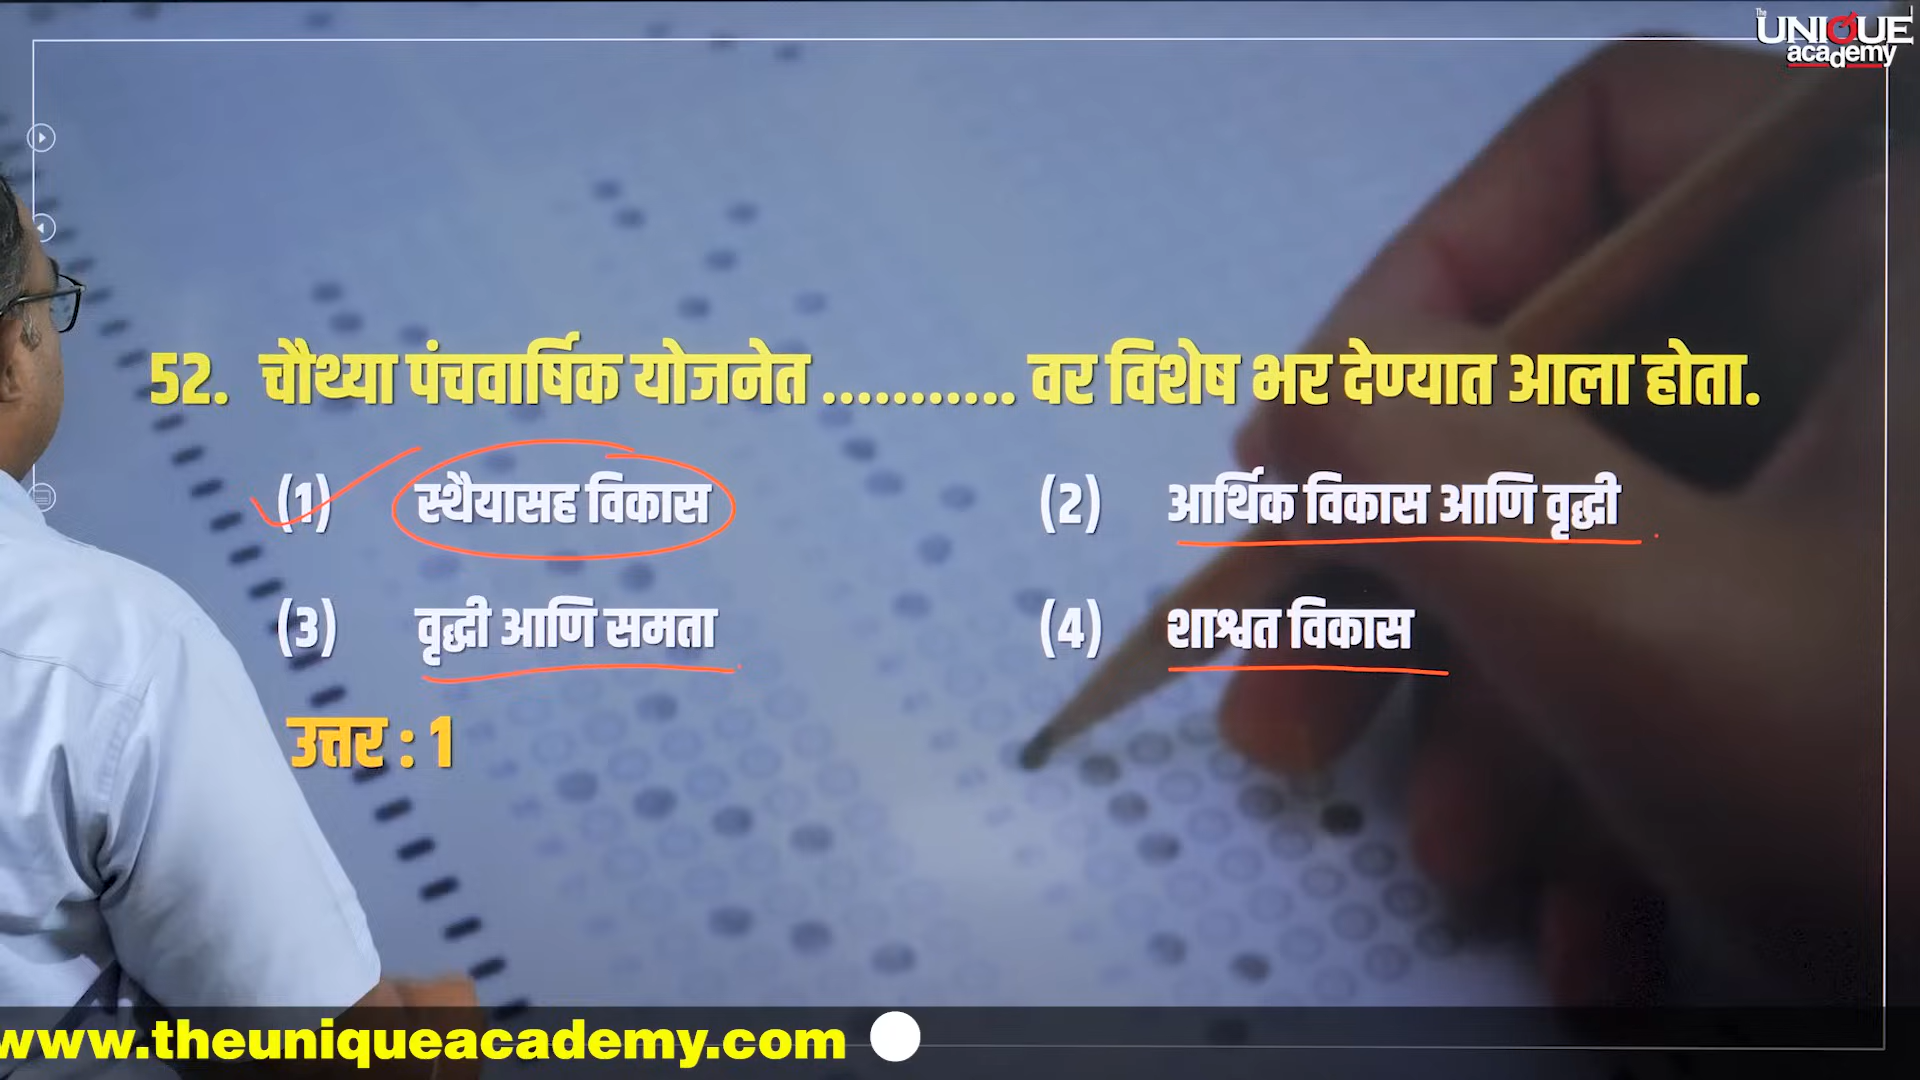 The
UNIQUE
academy
52. चौथ्या पंचवार्षिक योजनेत ........... वर विशेष भर देण्यात आला होता.
(1) स्थैयासह विकास
(2) आर्थिक विकास आणि वृद्धी
(3) वृद्धी आणि समता
(4) शाश्वत विकास
उत्तर : 1
www.theuniqueacademy.com